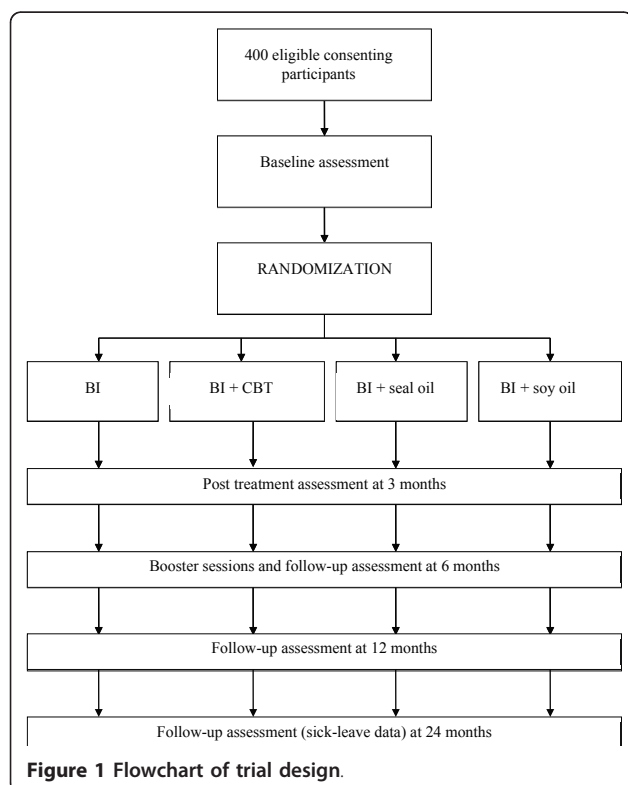 400 eligible consenting
participants
Baseline assessment
RANDOMIZATION
BI
BI + CBT
BI + seal oil
BI + soy oil
Post treatment assessment at 3 months
Booster sessions and follow-up assessment at 6 months
Follow-up assessment at 12 months
Follow-up assessment (sick-leave data) at 24 months
Figure 1 Flowchart of trial design.